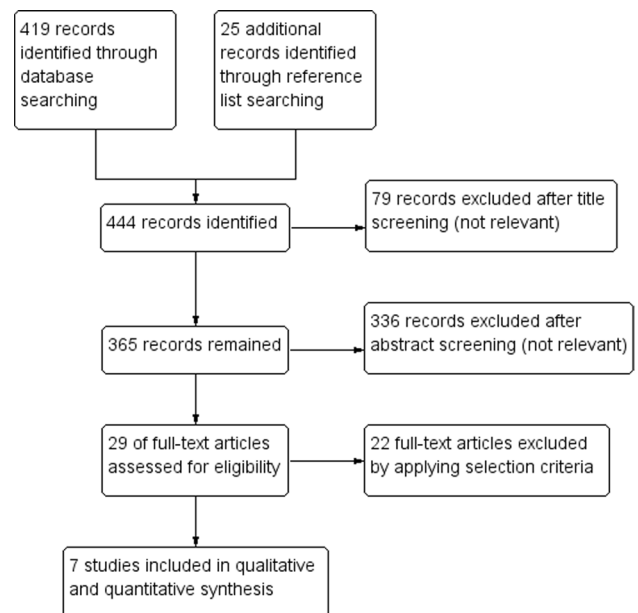 419 records
identified through
database
searching
25 additional
records identified
through reference
list searching
444 records identified
79 records excluded after title
screening (not relevant)
365 records remained
336 records excluded after
abstract screening (not relevant)
29 of full-text articles
assessed for eligibility
22 full-text articles excluded
by applying selection criteria
7 studies included in qualitative
and quantitative synthesis